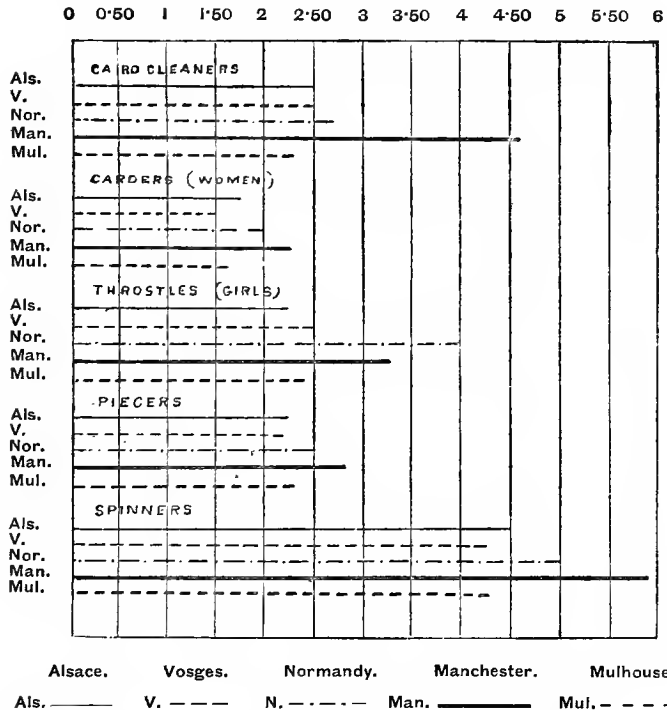 0 0·50 1 1·50 2 2·50 3 3·50 4 4·50 5 5·50 6
CARD CLEANERS
Als.
V.
Nor.
Man.
Mul.
CARDERS (WOMEN)
Als.
V.
Nor.
Man.
Mul.
THROSTLES (GIRLS)
Als.
V.
Nor.
Man.
Mul.
PIECERS
Als.
V.
Nor.
Man.
Mul.
SPINNERS
Als.
V.
Nor.
Man.
Mul.
Alsace. Vosges. Normandy. Manchester. Mulhouse
Als. V. N. Man. Mul.